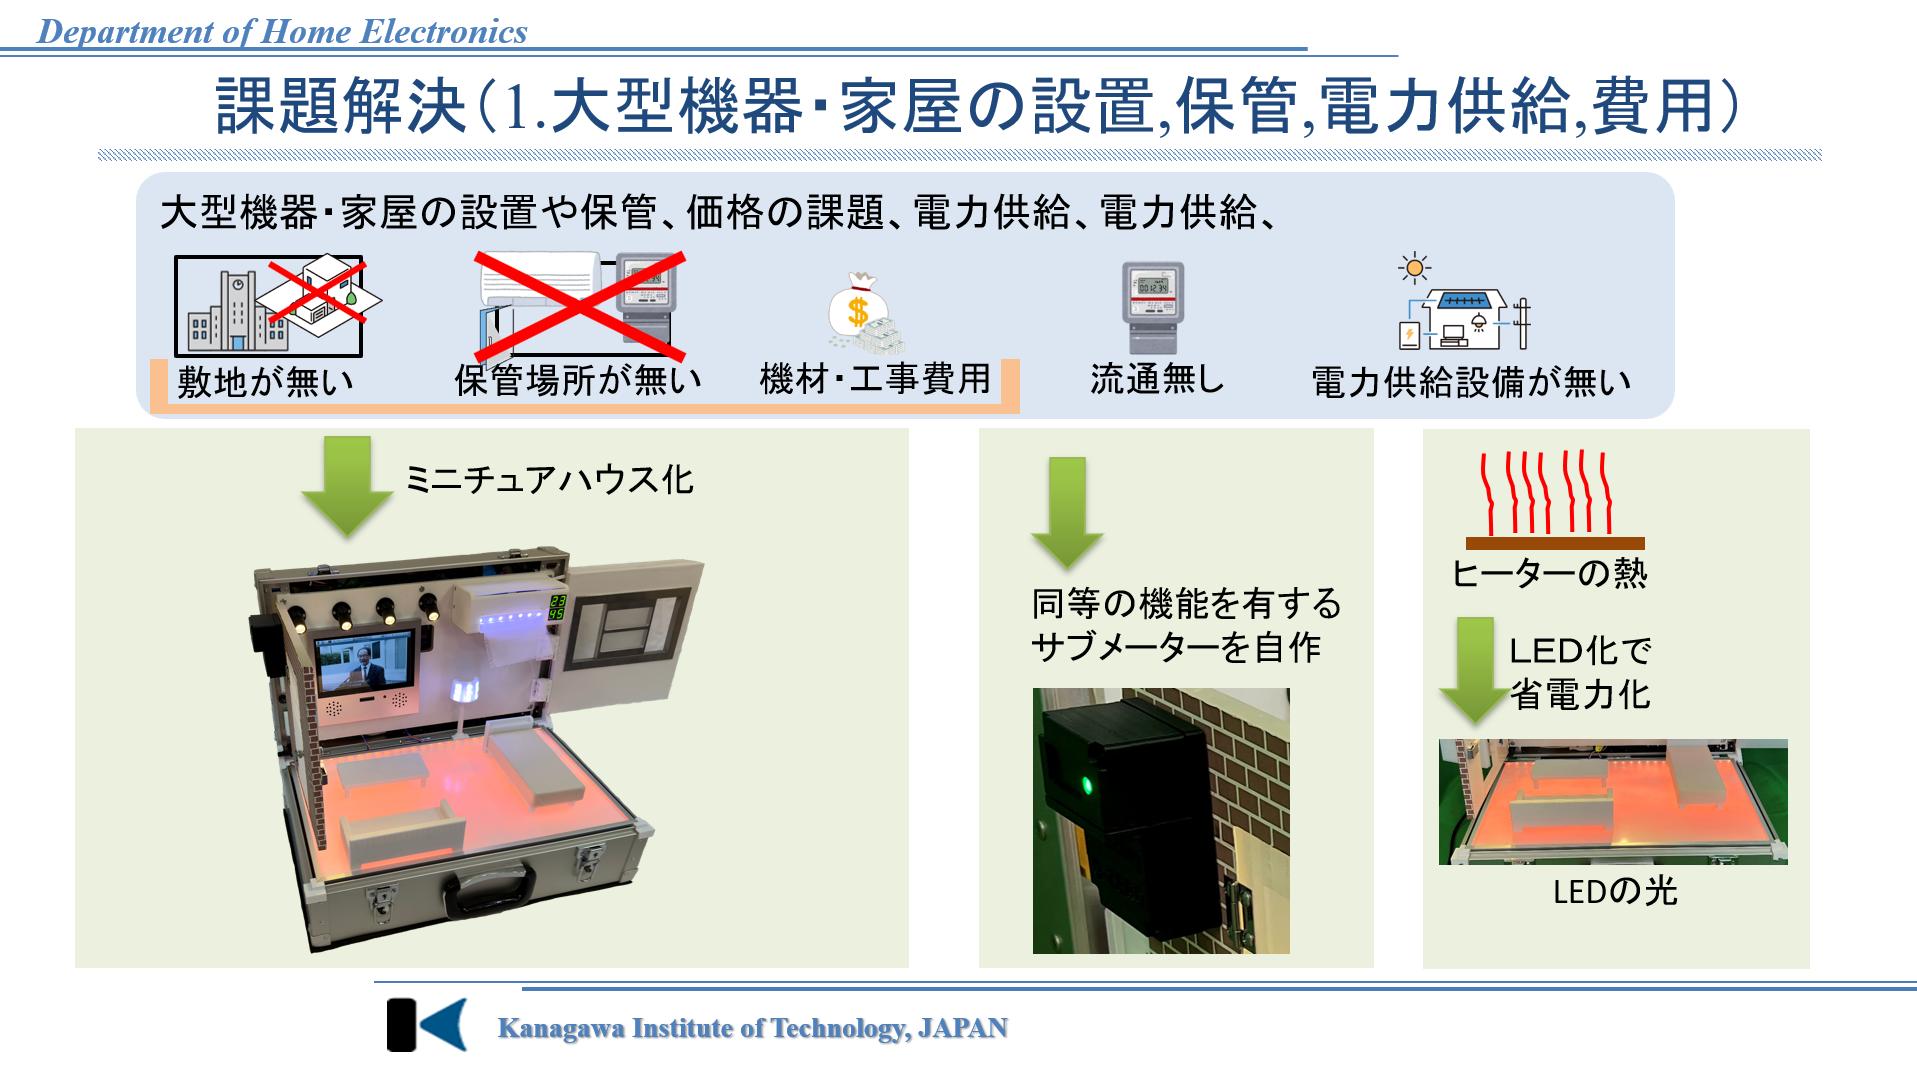 Department of Home Electronics
課題解決（1.大型機器・家屋の設置,保管,電力供給,費用）
大型機器・家屋の設置や保管、価格の課題、電力供給、電力供給、
敷地が無い
保管場所が無い
機材・工事費用
流通無し
電力供給設備が無い
ミニチュアハウス化
23
45
同等の機能を有する
サブメーターを自作
ヒーターの熱
ＬＥＤ化で
省電力化
LEDの光
Kanagawa Institute of Technology, JAPAN